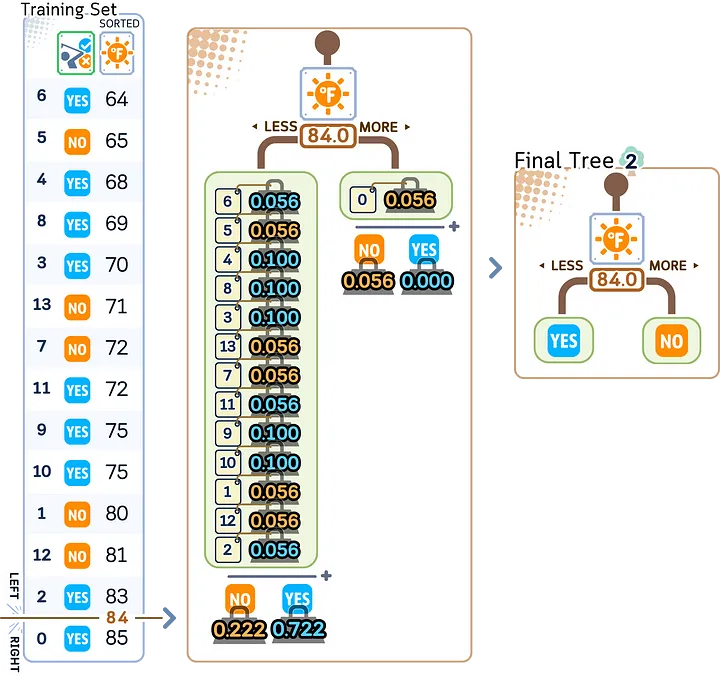 Training Set
SORTED
°F
6 YES 64
5 NO 65
4 YES 68
8 YES 69
3 YES 70
13 NO 71
7 NO 72
11 YES 72
9 YES 75
10 YES 75
1 NO 80
12 NO 81
2 YES 83
84
0 YES 85
LEFT
RIGHT
°F
LESS 84.0 MORE
6 0.056
5 0.056
4 0.100
8 0.100
3 0.100
13 0.056
7 0.056
11 0.056
9 0.100
10 0.100
1 0.056
12 0.056
2 0.056
+
NO YES
0.222 0.722
0 0.056
+
NO YES
0.056 0.000
Final Tree 2
°F
LESS 84.0 MORE
YES NO